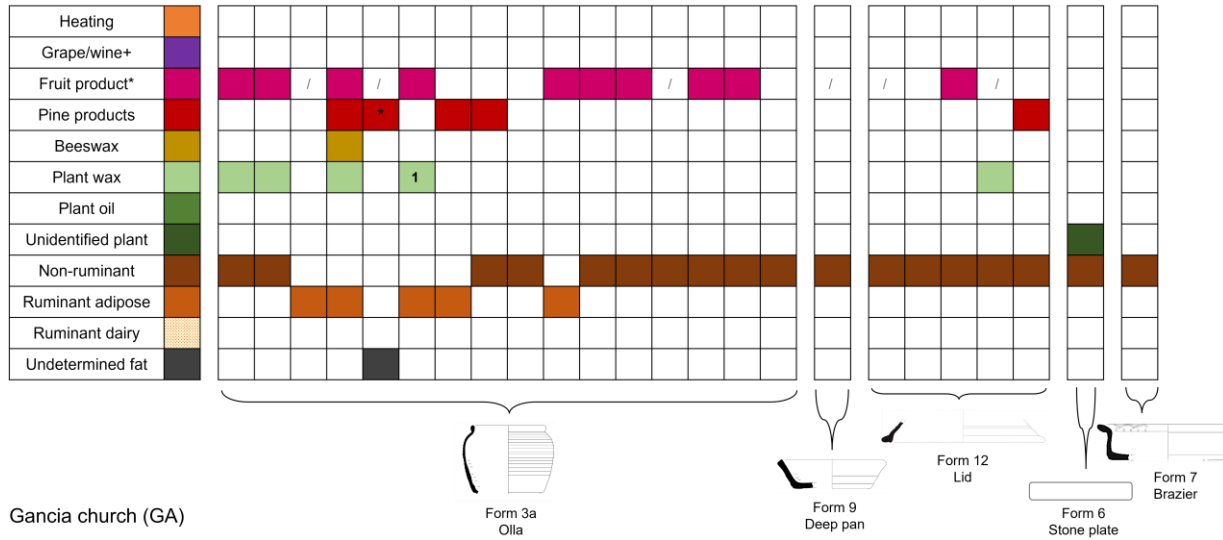 Heating
Grape/wine+
Fruit product* / / / / / /
Pine products *
Beeswax
Plant wax 1
Plant oil
Unidentified plant
Non-ruminant
Ruminant adipose
Ruminant dairy
Undetermined fat
Form 3a
Olla
Form 9
Deep pan
Form 12
Lid
Form 6
Stone plate
Form 7
Brazier
Gancia church (GA)